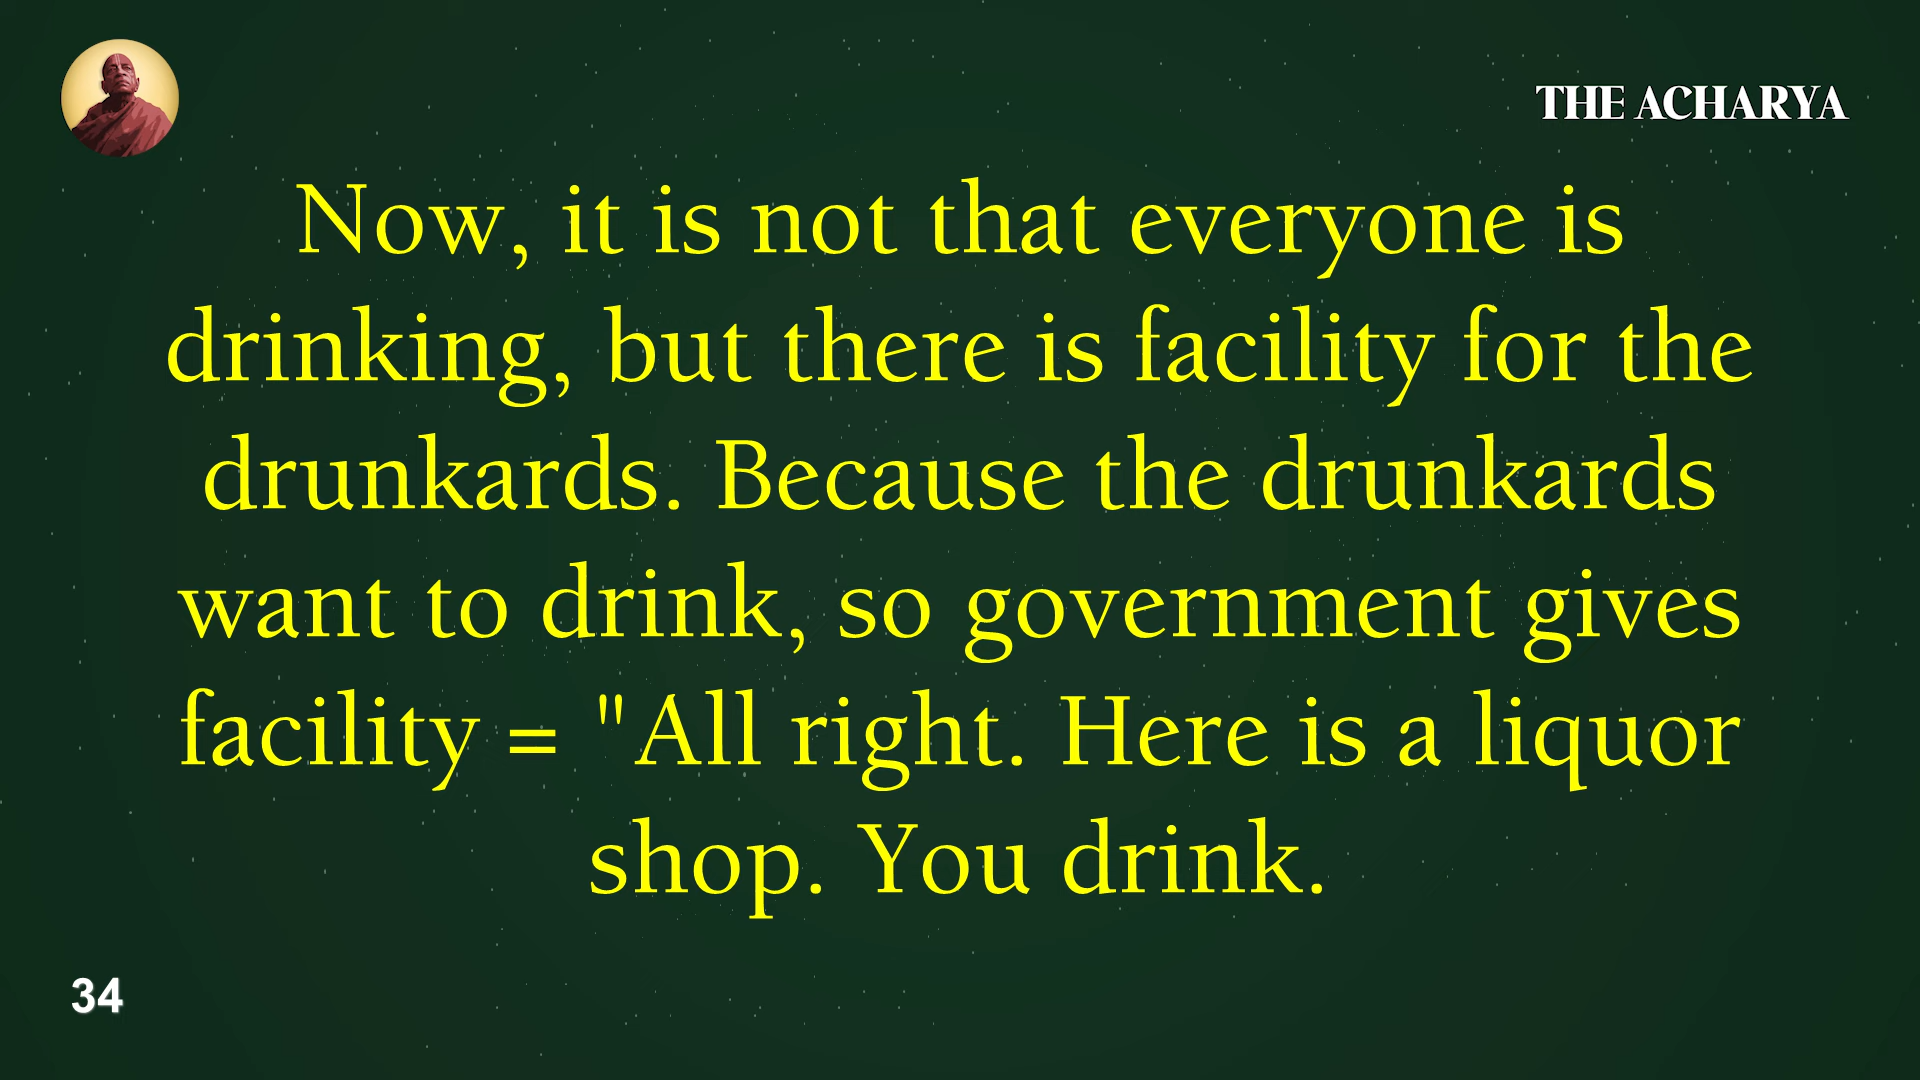 THE ACHARYA
Now, it is not that everyone is
drinking, but there is facility for the
drunkards. Because the drunkards
want to drink, so government gives
facility = "All right. Here is a liquor
shop. You drink.
34